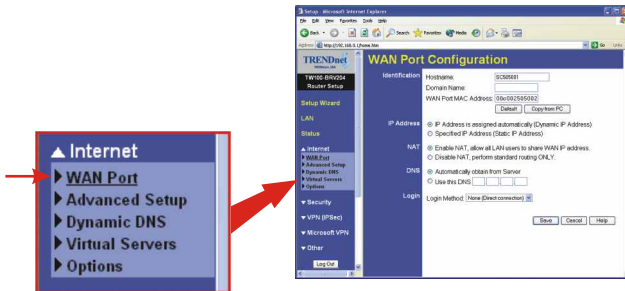 Internet
WAN Port
Advanced Setup
Dynamic DNS
Virtual Servers
Options
Setup - Microsoft Internet Explorer
File Edit View Favorites Tools Help
Back Search Favorites Media
Address Go Links
TRENDnet
TW100-BRV204
Router Setup
Setup Wizard
LAN
Status
Internet
WAN Port
Advanced Setup
Dynamic DNS
Virtual Servers
Options
Security
VPN (IPSec)
Microsoft VPN
Other
Log Out
WAN Port Configuration
Identification
Hostname: SC505001
Domain Name:
WAN Port MAC Address: 00c002505002
Default Copy from PC
IP Address
IP Address is assigned automatically (Dynamic IP Address)
Specified IP Address (Static IP Address)
NAT
Enable NAT, allow all LAN users to share WAN IP address.
Disable NAT, perform standard routing ONLY.
DNS
Automatically obtain from Server
Use this DNS
Login
Login Method: None (Direct connection)
Save Cancel Help